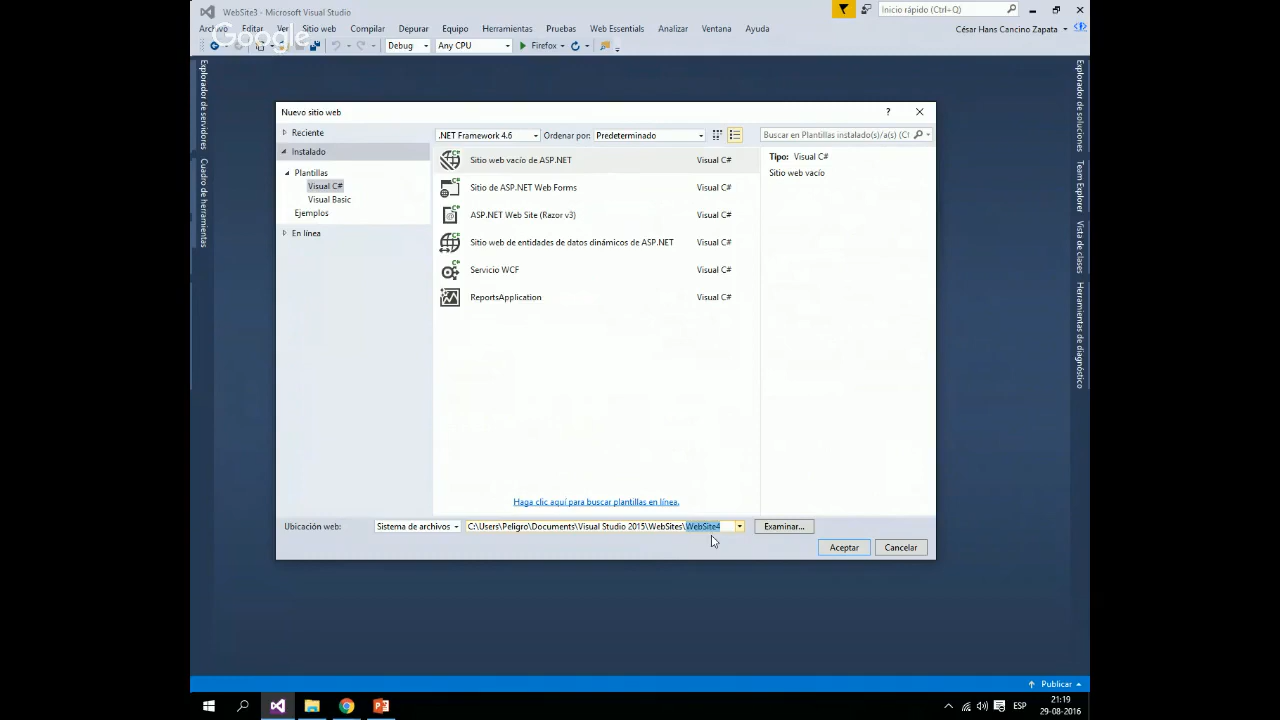 WebSite3 - Microsoft Visual Studio
Inicio rápido (Ctrl+Q)
Archivo Editar Ver Sitio web Compilar Depurar Equipo Herramientas Pruebas Web Essentials Analizar Ventana Ayuda
César Hans Cancino Zapata
Google
Debug Any CPU Firefox
Explorador de servidores
Cuadro de herramientas
Nuevo sitio web
?
Reciente
.NET Framework 4.6 Ordenar por: Predeterminado
Buscar en Plantillas instalado(s)/a(s) (Ct
Instalado
Plantillas
Visual C#
Visual Basic
Ejemplos
En línea
Sitio web vacío de ASP.NET Visual C#
Sitio de ASP.NET Web Forms Visual C#
ASP.NET Web Site (Razor v3) Visual C#
Sitio web de entidades de datos dinámicos de ASP.NET Visual C#
Servicio WCF Visual C#
ReportsApplication Visual C#
Tipo: Visual C#
Sitio web vacío
Haga clic aquí para buscar plantillas en línea.
Ubicación web: Sistema de archivos C:\Users\Peligro\Documents\Visual Studio 2015\WebSites\WebSite4 Examinar...
Aceptar Cancelar
Explorador de soluciones
Team Explorer
Vista de clases
Herramientas de diagnóstico
Publicar
ESP
21:19
29-08-2016